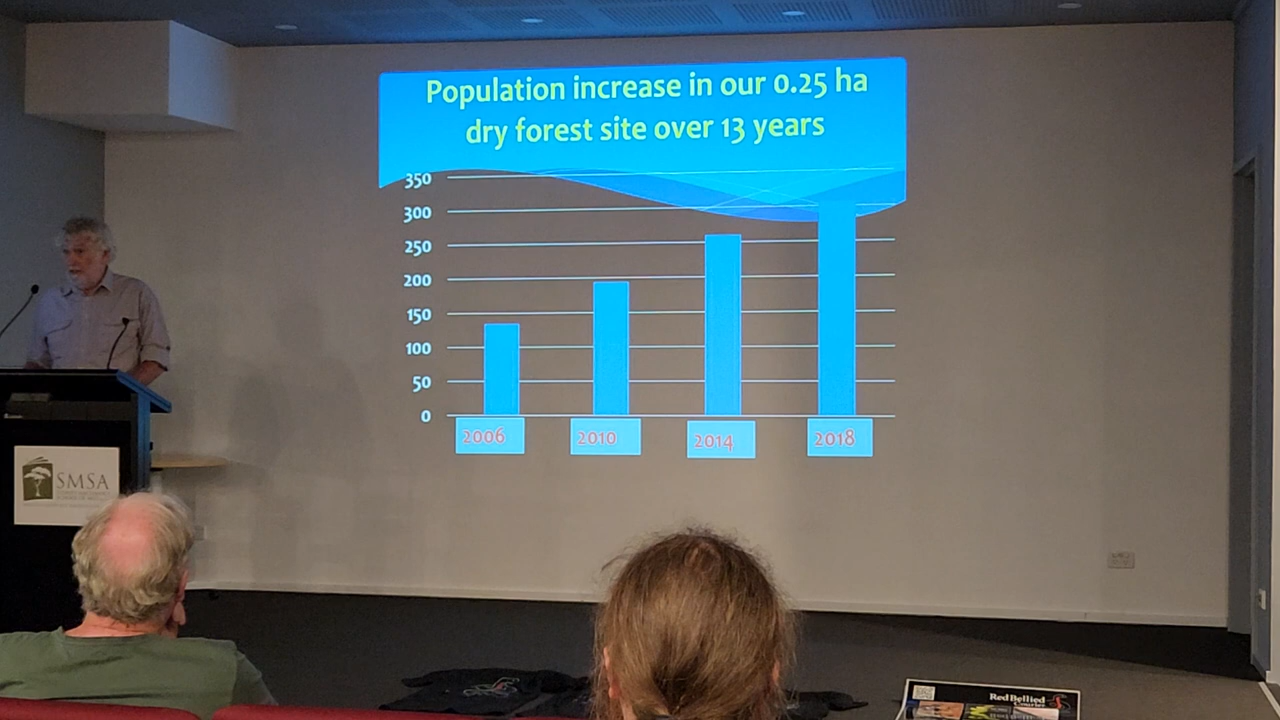 Population increase in our 0.25 ha
dry forest site over 13 years
350
300
250
200
150
100
50
0
2006
2010
2014
2018
SMSA
Red Bellied
Courier